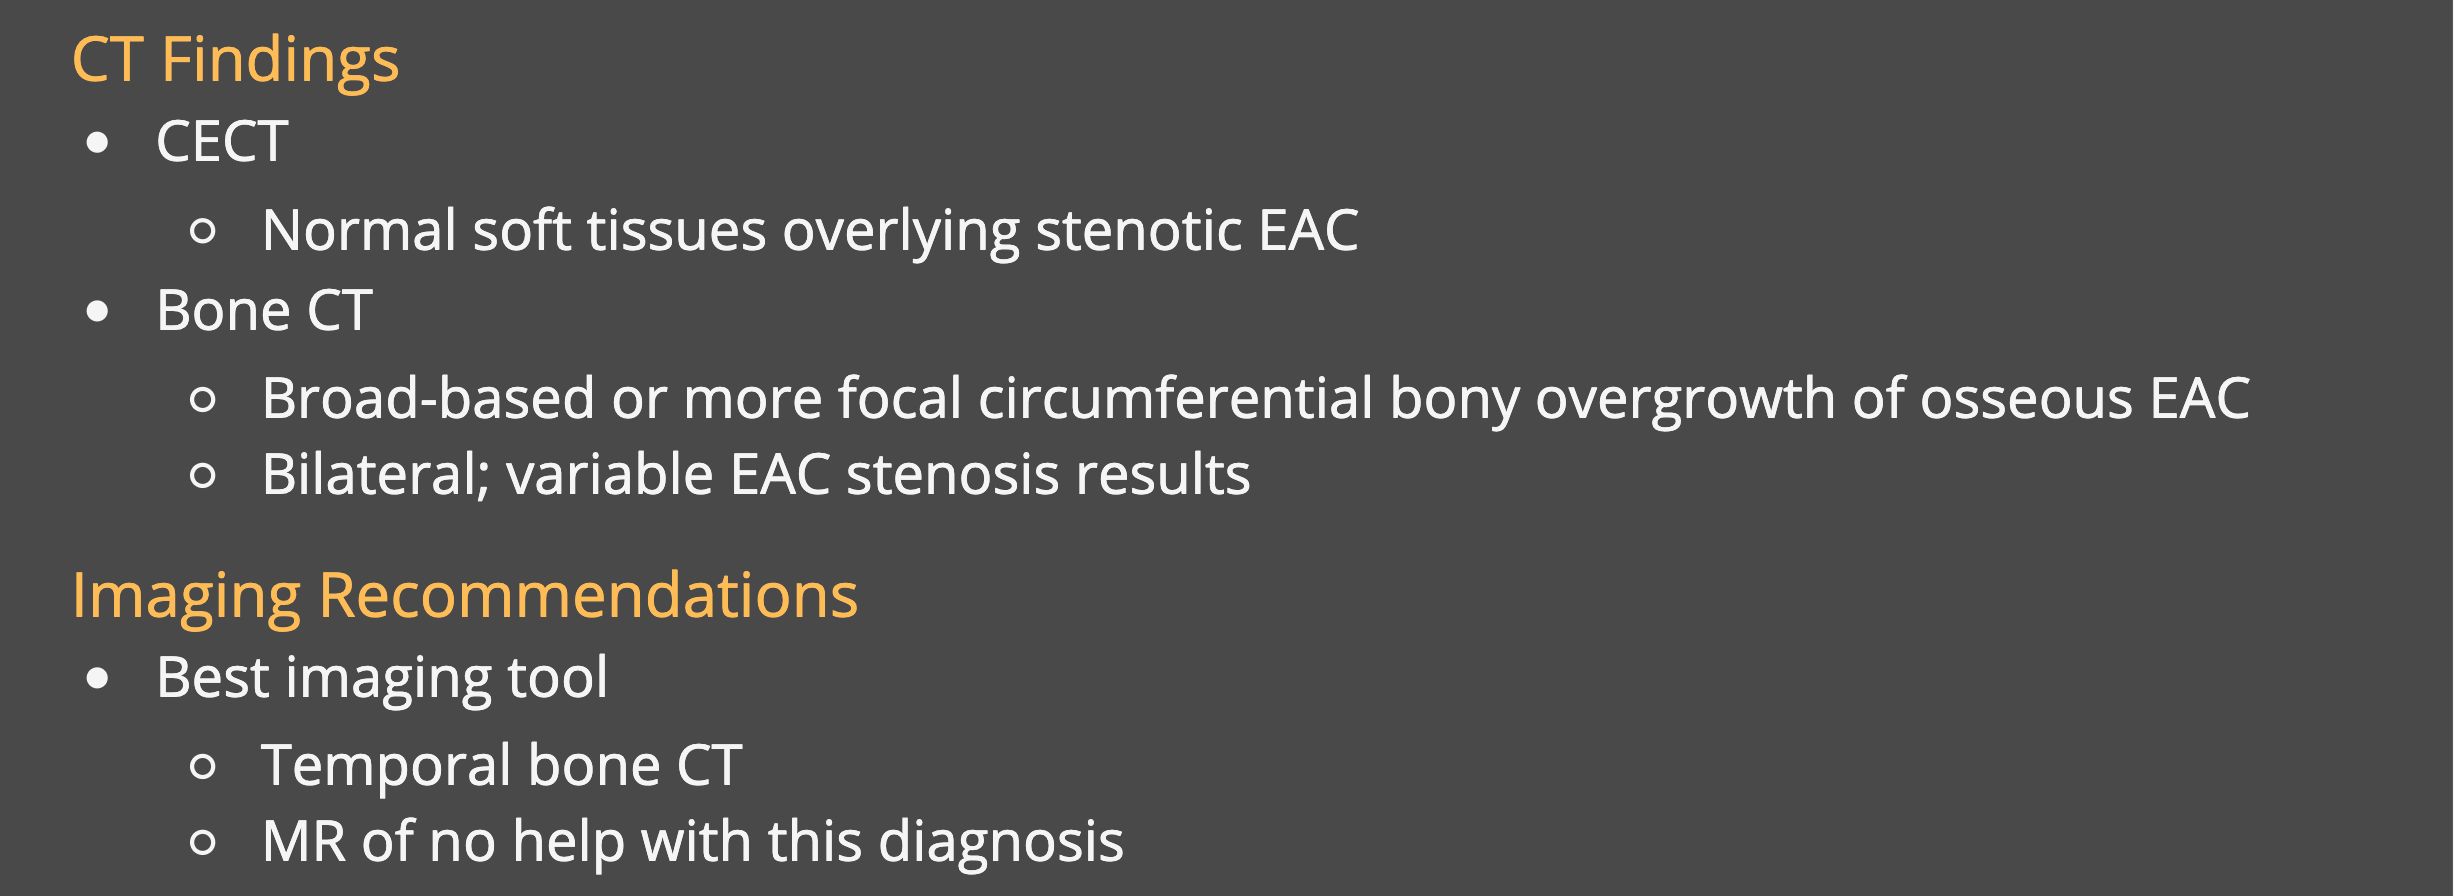 CT Findings
• CECT
○ Normal soft tissues overlying stenotic EAC
• Bone CT
○ Broad-based or more focal circumferential bony overgrowth of osseous EAC
○ Bilateral; variable EAC stenosis results
Imaging Recommendations
• Best imaging tool
○ Temporal bone CT
○ MR of no help with this diagnosis